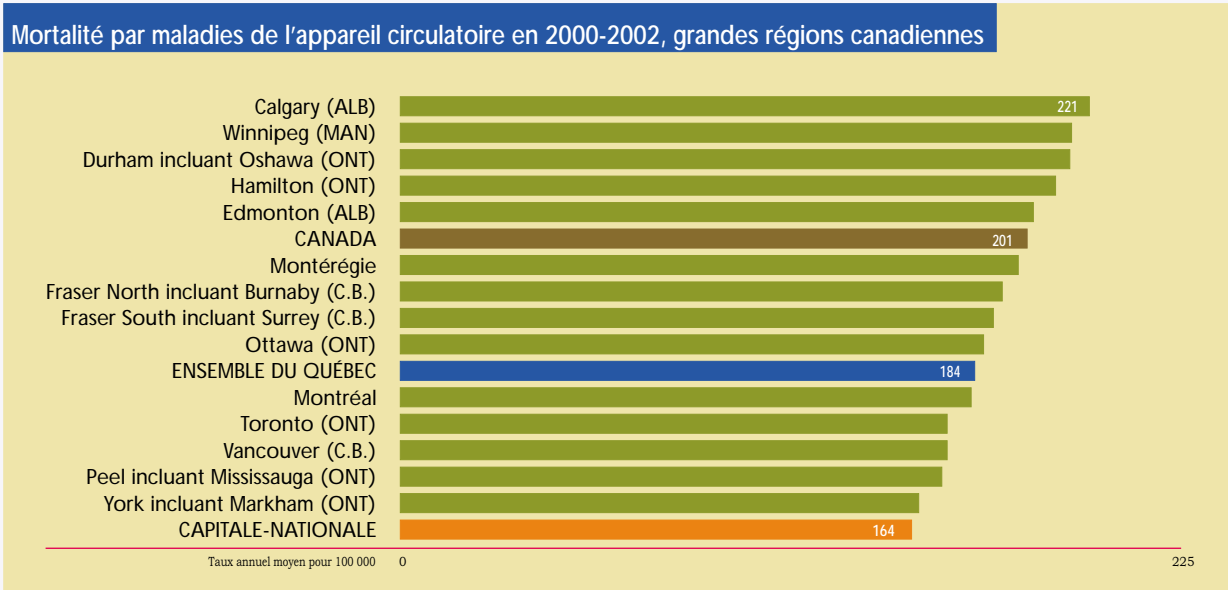 Mortalité par maladies de l'appareil circulatoire en 2000-2002, grandes régions canadiennes
Calgary (ALB) 221
Winnipeg (MAN)
Durham incluant Oshawa (ONT)
Hamilton (ONT)
Edmonton (ALB)
CANADA 201
Montérégie
Fraser North incluant Burnaby (C.B.)
Fraser South incluant Surrey (C.B.)
Ottawa (ONT)
ENSEMBLE DU QUÉBEC 184
Montréal
Toronto (ONT)
Vancouver (C.B.)
Peel incluant Mississauga (ONT)
York incluant Markham (ONT)
CAPITALE-NATIONALE 164
Taux annuel moyen pour 100 000 0 225